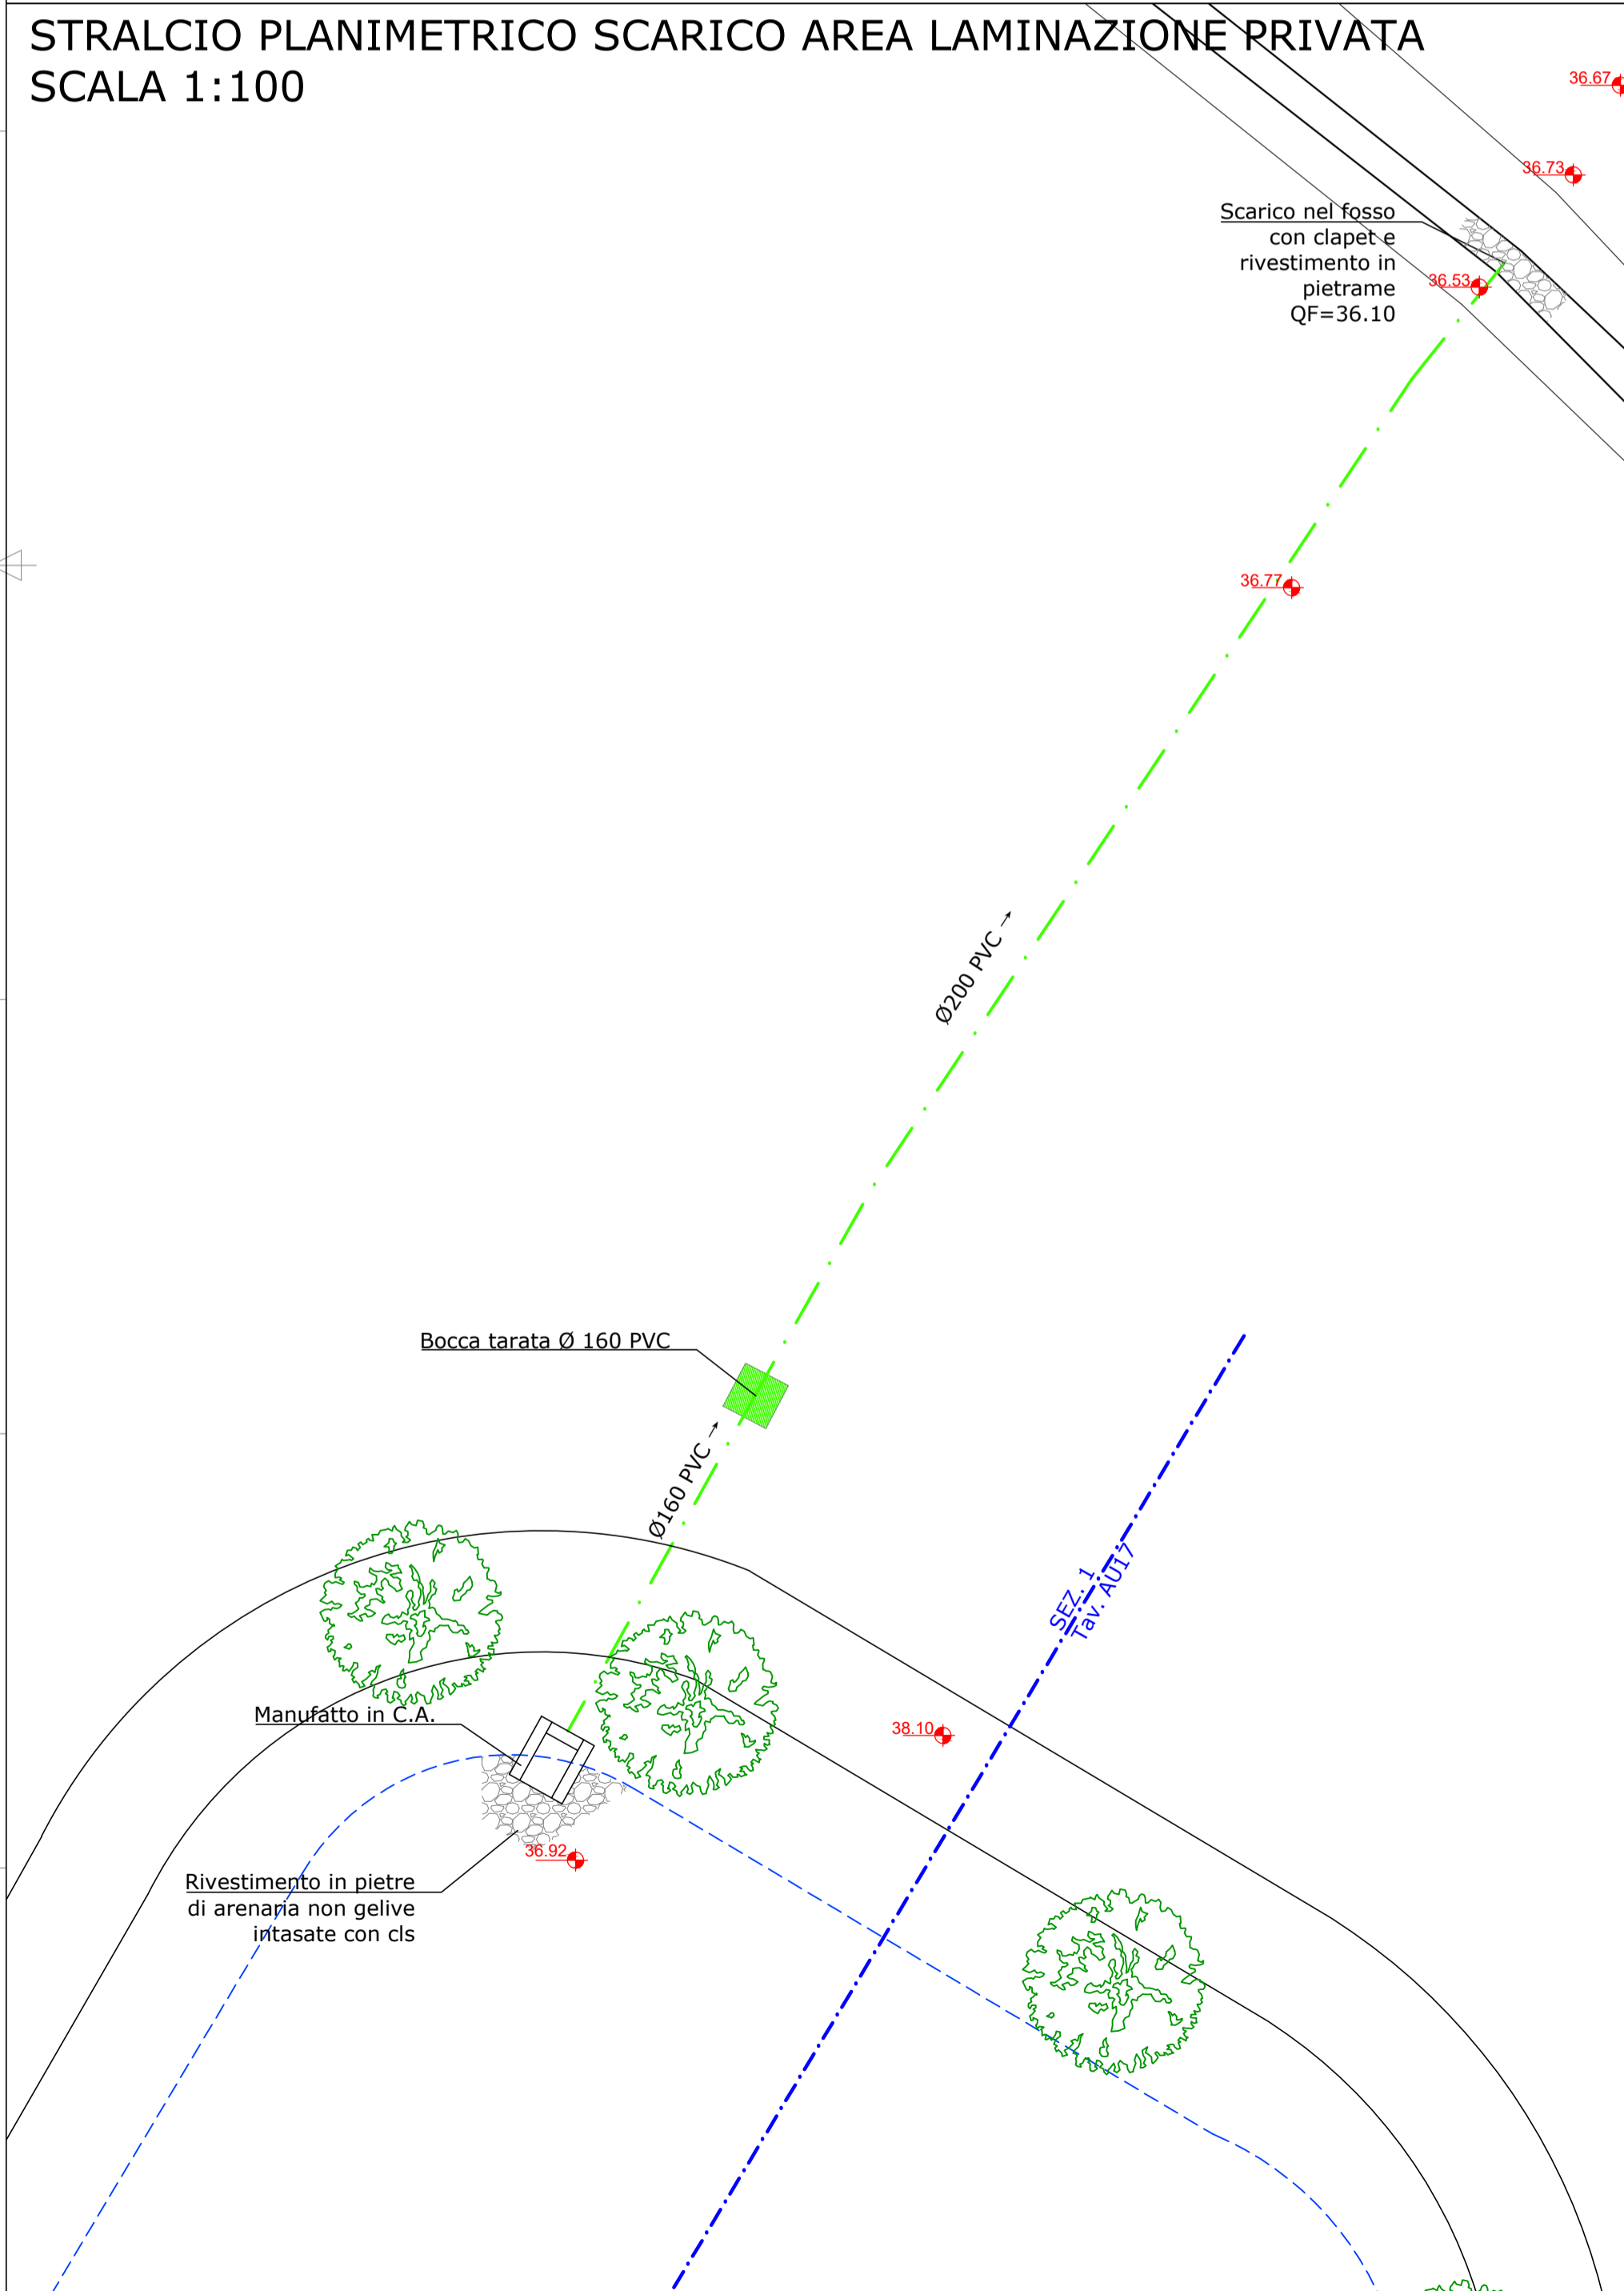 STRALCIO PLANIMETRICO SCARICO AREA LAMINAZIONE PRIVATA
SCALA 1:100
36.67
36.73
Scarico nel fosso
con clapet e
rivestimento in
pietrame
QF=36.10
36.53
36.77
Ø200 PVC
Bocca tarata Ø 160 PVC
Ø160 PVC
SEZ. 1
Tav. AU17
Manufatto in C.A.
38.10
36.92
Rivestimento in pietre
di arenaria non gelive
intasate con cls